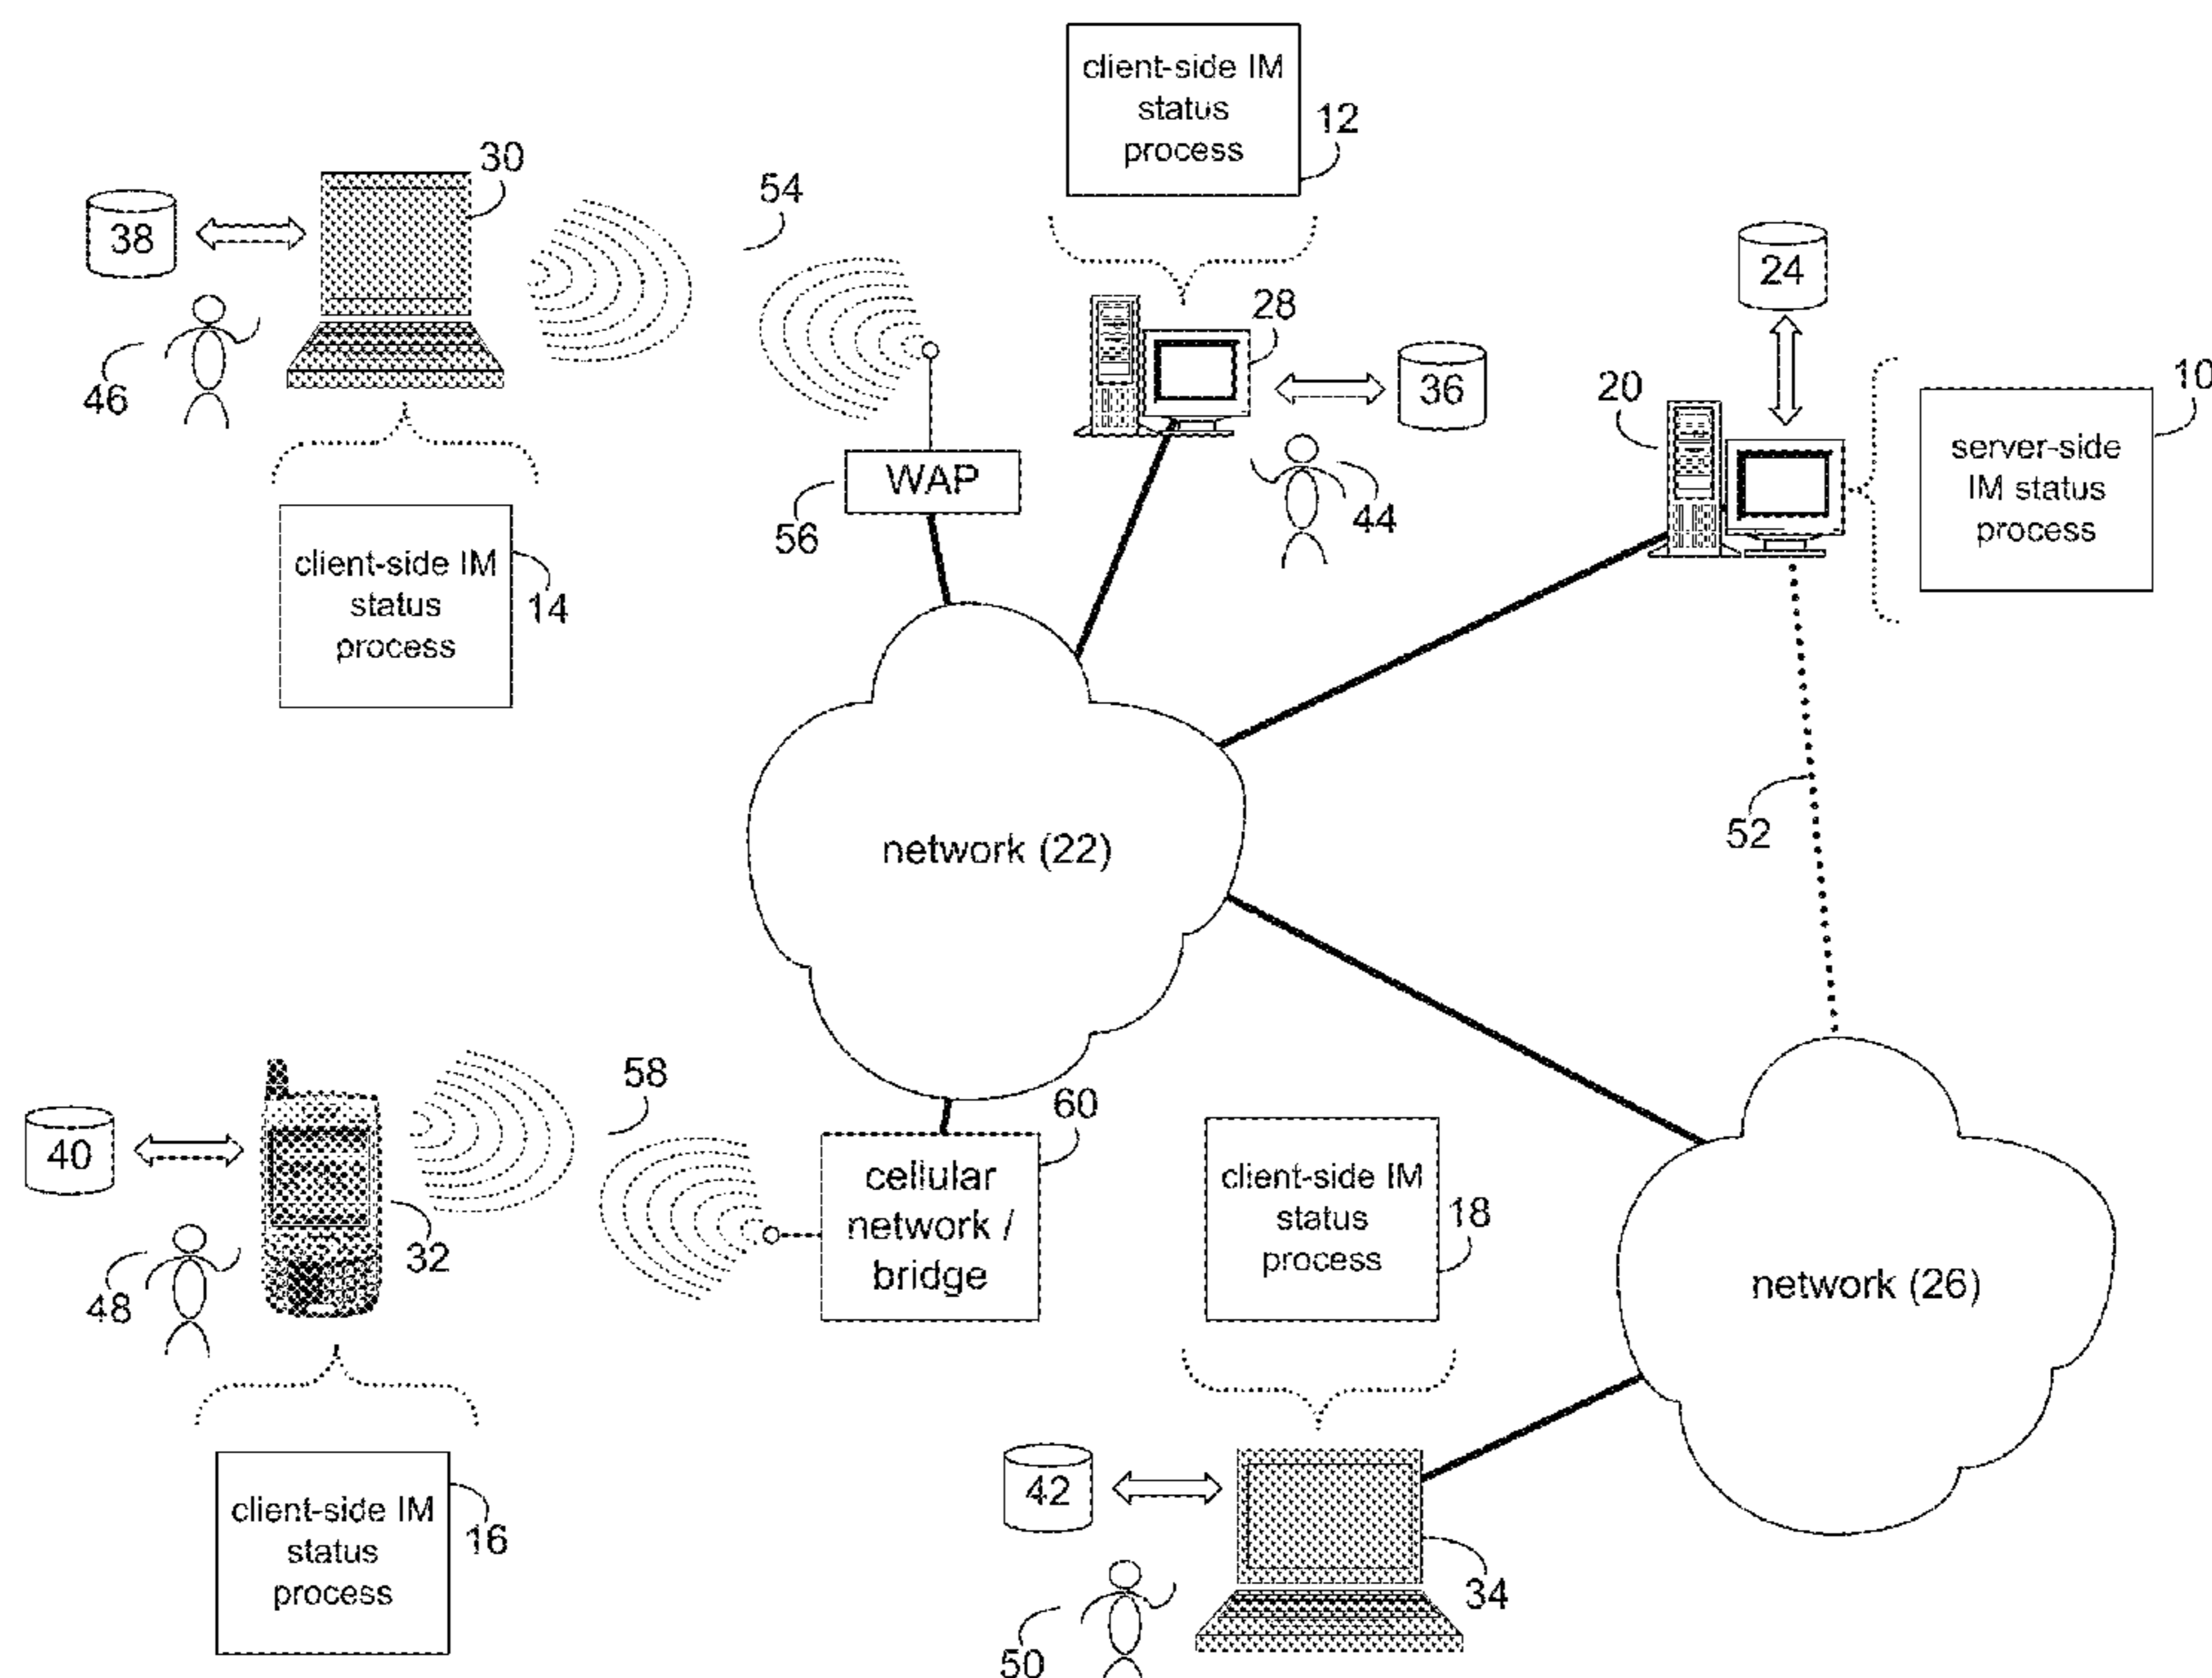 client-side IM
status
process
12
30
54
38
46
client-side IM
status
process
14
WAP
56
28
36
44
24
20
10
server-side
IM status
process
network (22)
52
58
60
40
32
48
cellular
network /
bridge
client-side IM
status
process
18
network (26)
client-side IM
status
process
16
42
34
50